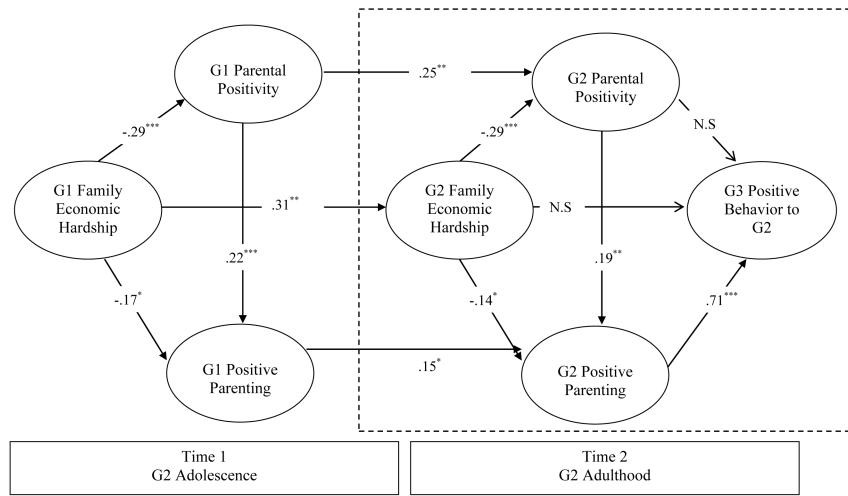 G1 Parental
Positivity
.25**
G2 Parental
Positivity
-.29***
-.29***
N.S
G1 Family
Economic
Hardship
.31**
G2 Family
Economic
Hardship
N.S
G3 Positive
Behavior to
G2
.22***
.19**
-.17*
-.14*
.71***
G1 Positive
Parenting
.15*
G2 Positive
Parenting
Time 1
G2 Adolescence
Time 2
G2 Adulthood